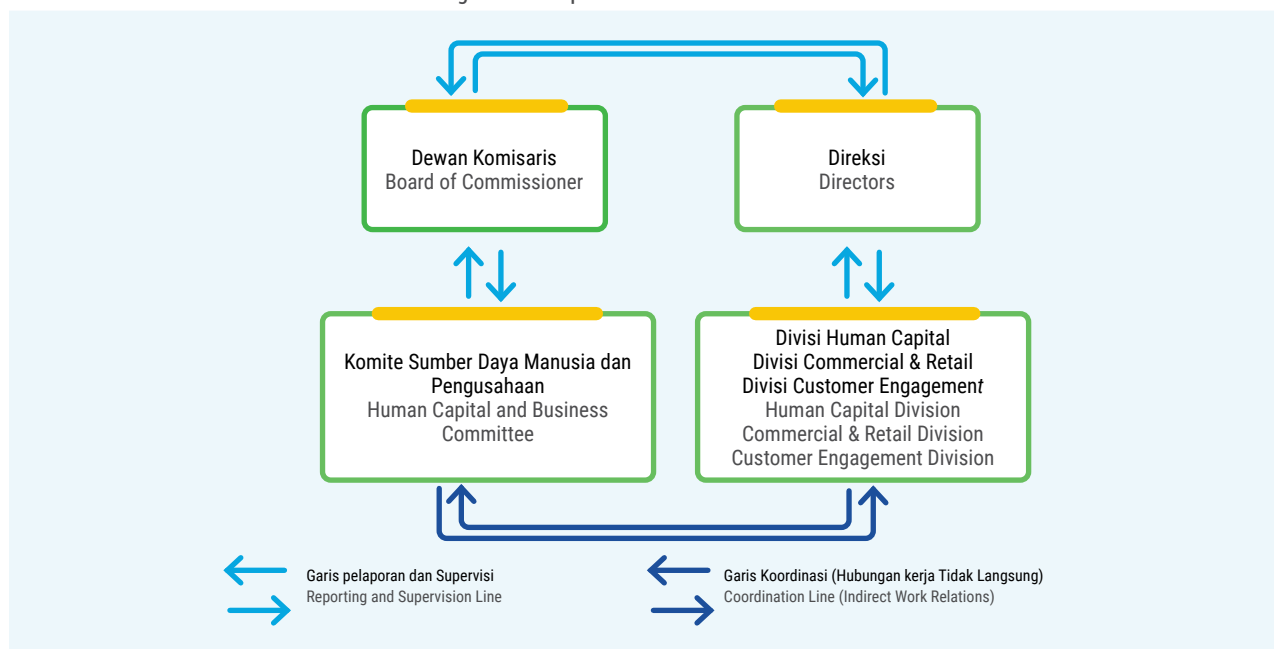 Dewan Komisaris
Board of Commissioner
Direksi
Directors
Komite Sumber Daya Manusia dan
Pengusahaan
Human Capital and Business
Committee
Divisi Human Capital
Divisi Commercial & Retail
Divisi Customer Engagement
Human Capital Division
Commercial & Retail Division
Customer Engagement Division
Garis pelaporan dan Supervisi
Reporting and Supervision Line
Garis Koordinasi (Hubungan kerja Tidak Langsung)
Coordination Line (Indirect Work Relations)